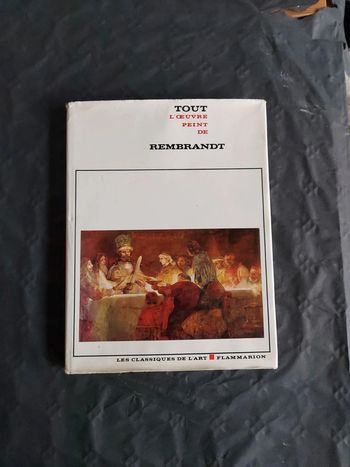 TOUT
L'ŒUVRE
PEINT
DE
REMBRANDT
LES CLASSIQUES DE L'ART FLAMMARION